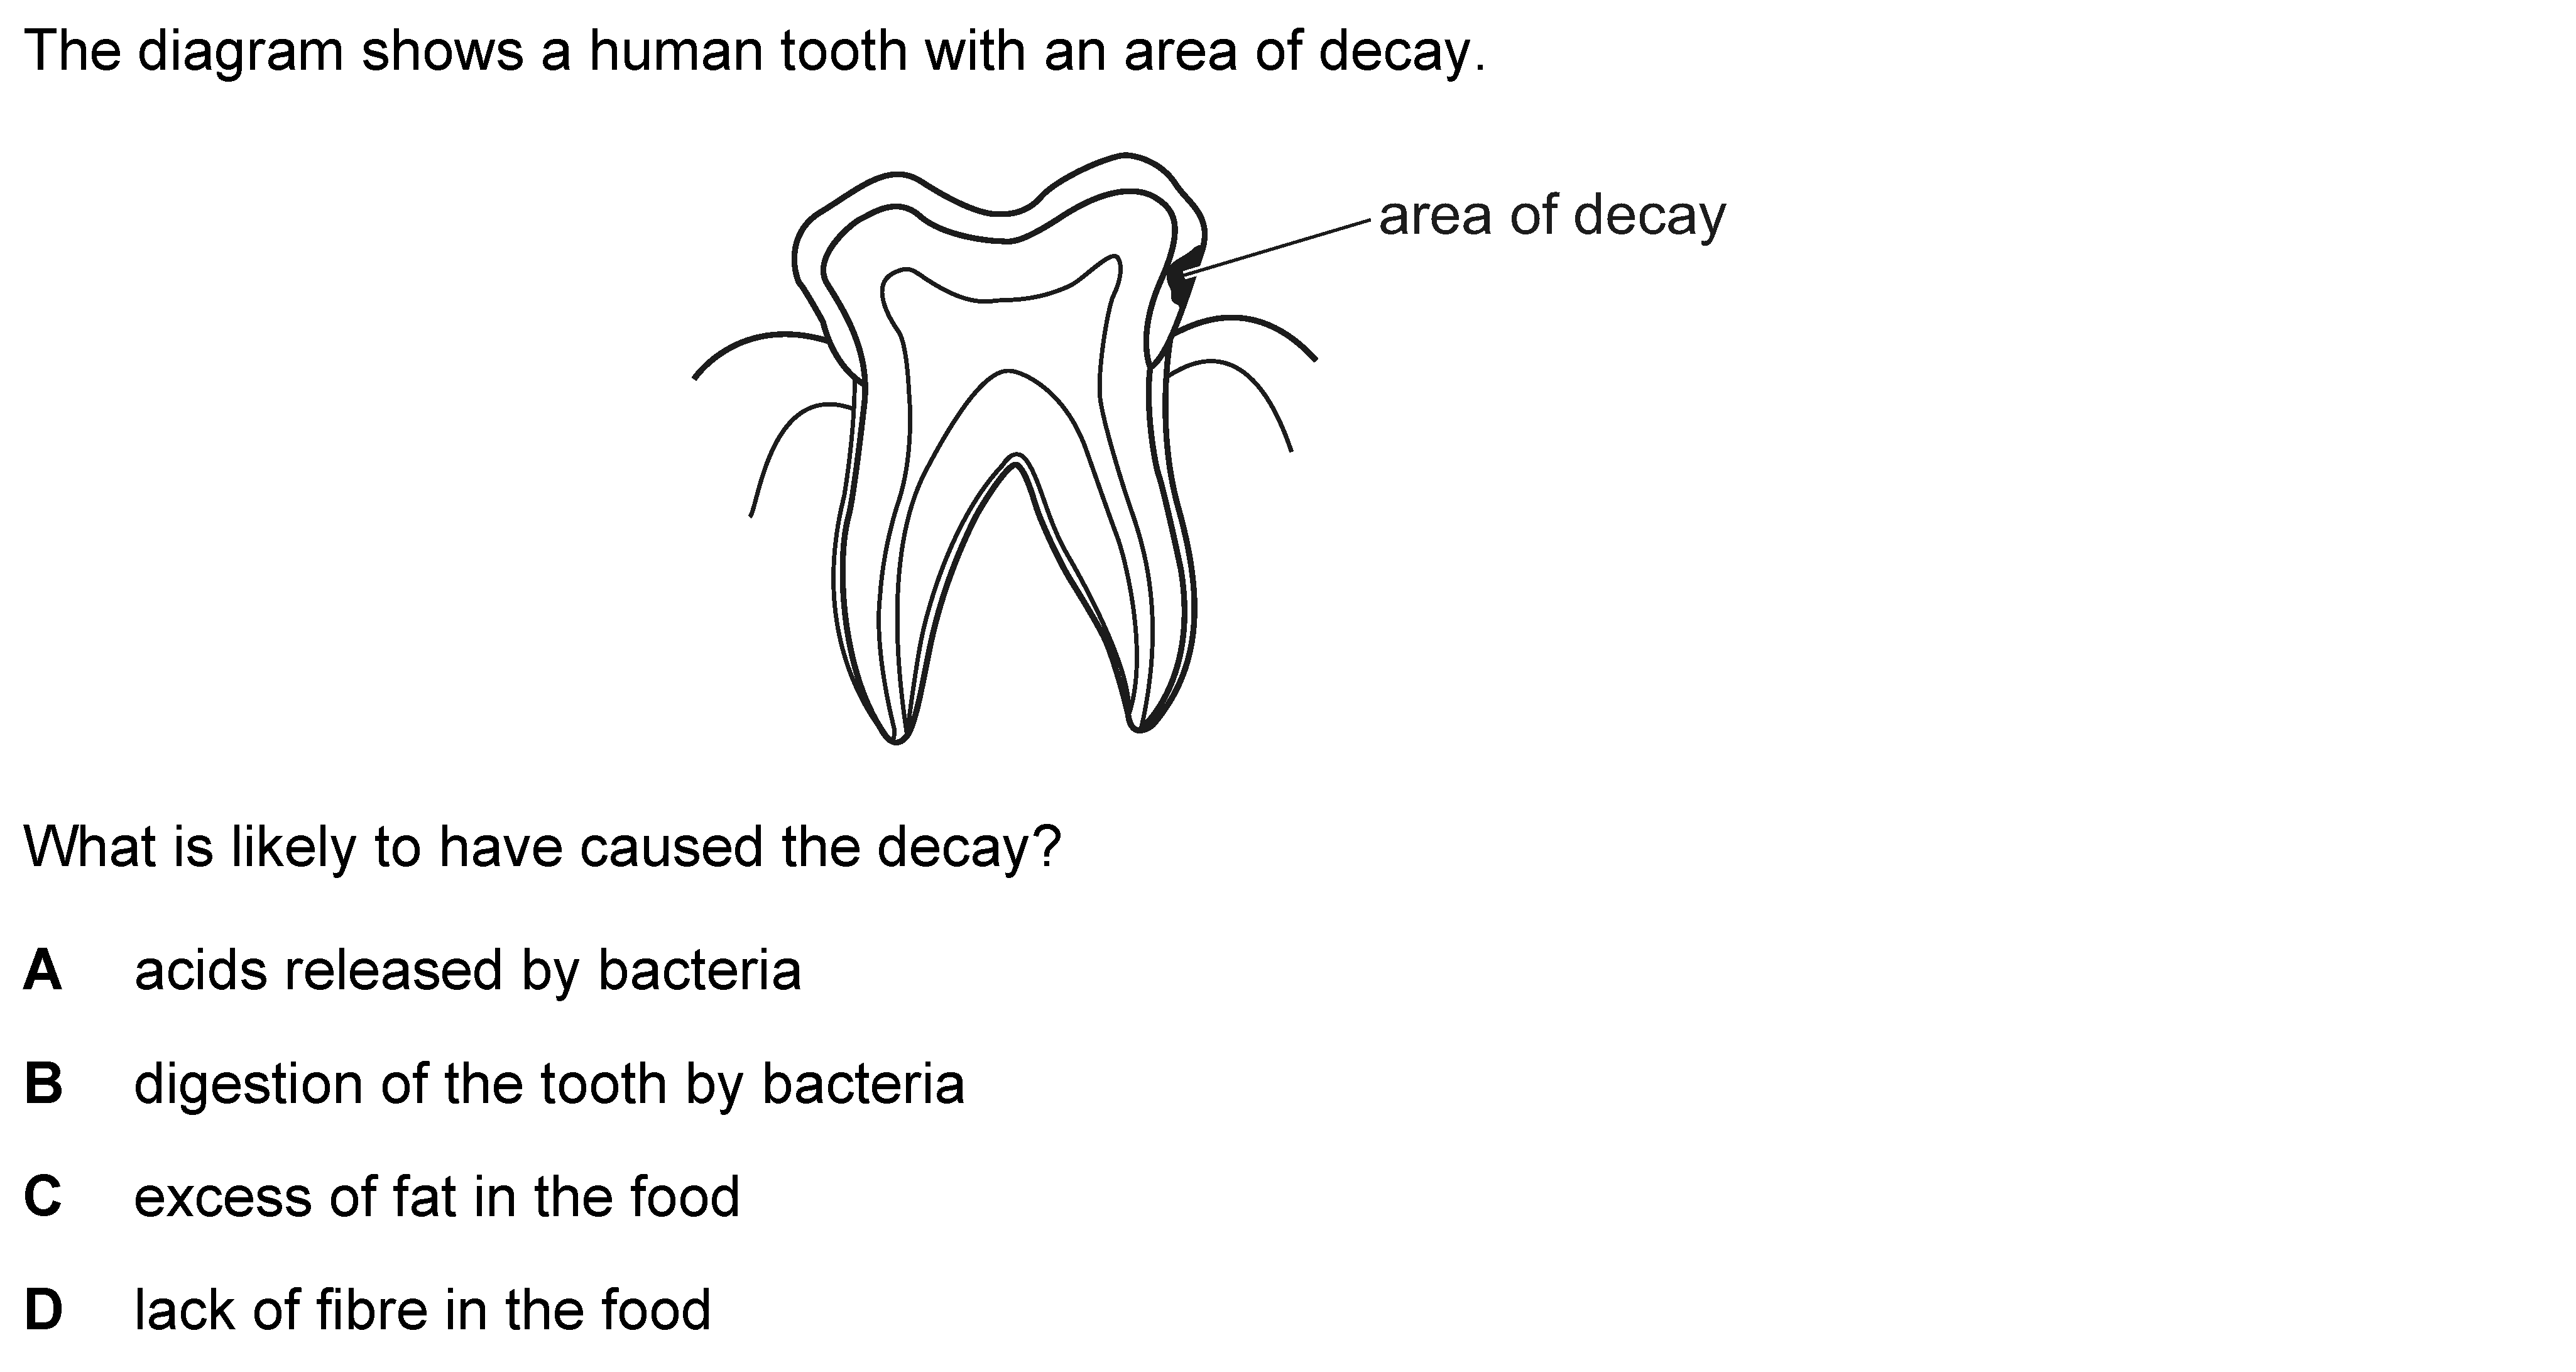 The diagram shows a human tooth with an area of decay.
area of decay
What is likely to have caused the decay?
A acids released by bacteria
B digestion of the tooth by bacteria
C excess of fat in the food
D lack of fibre in the food